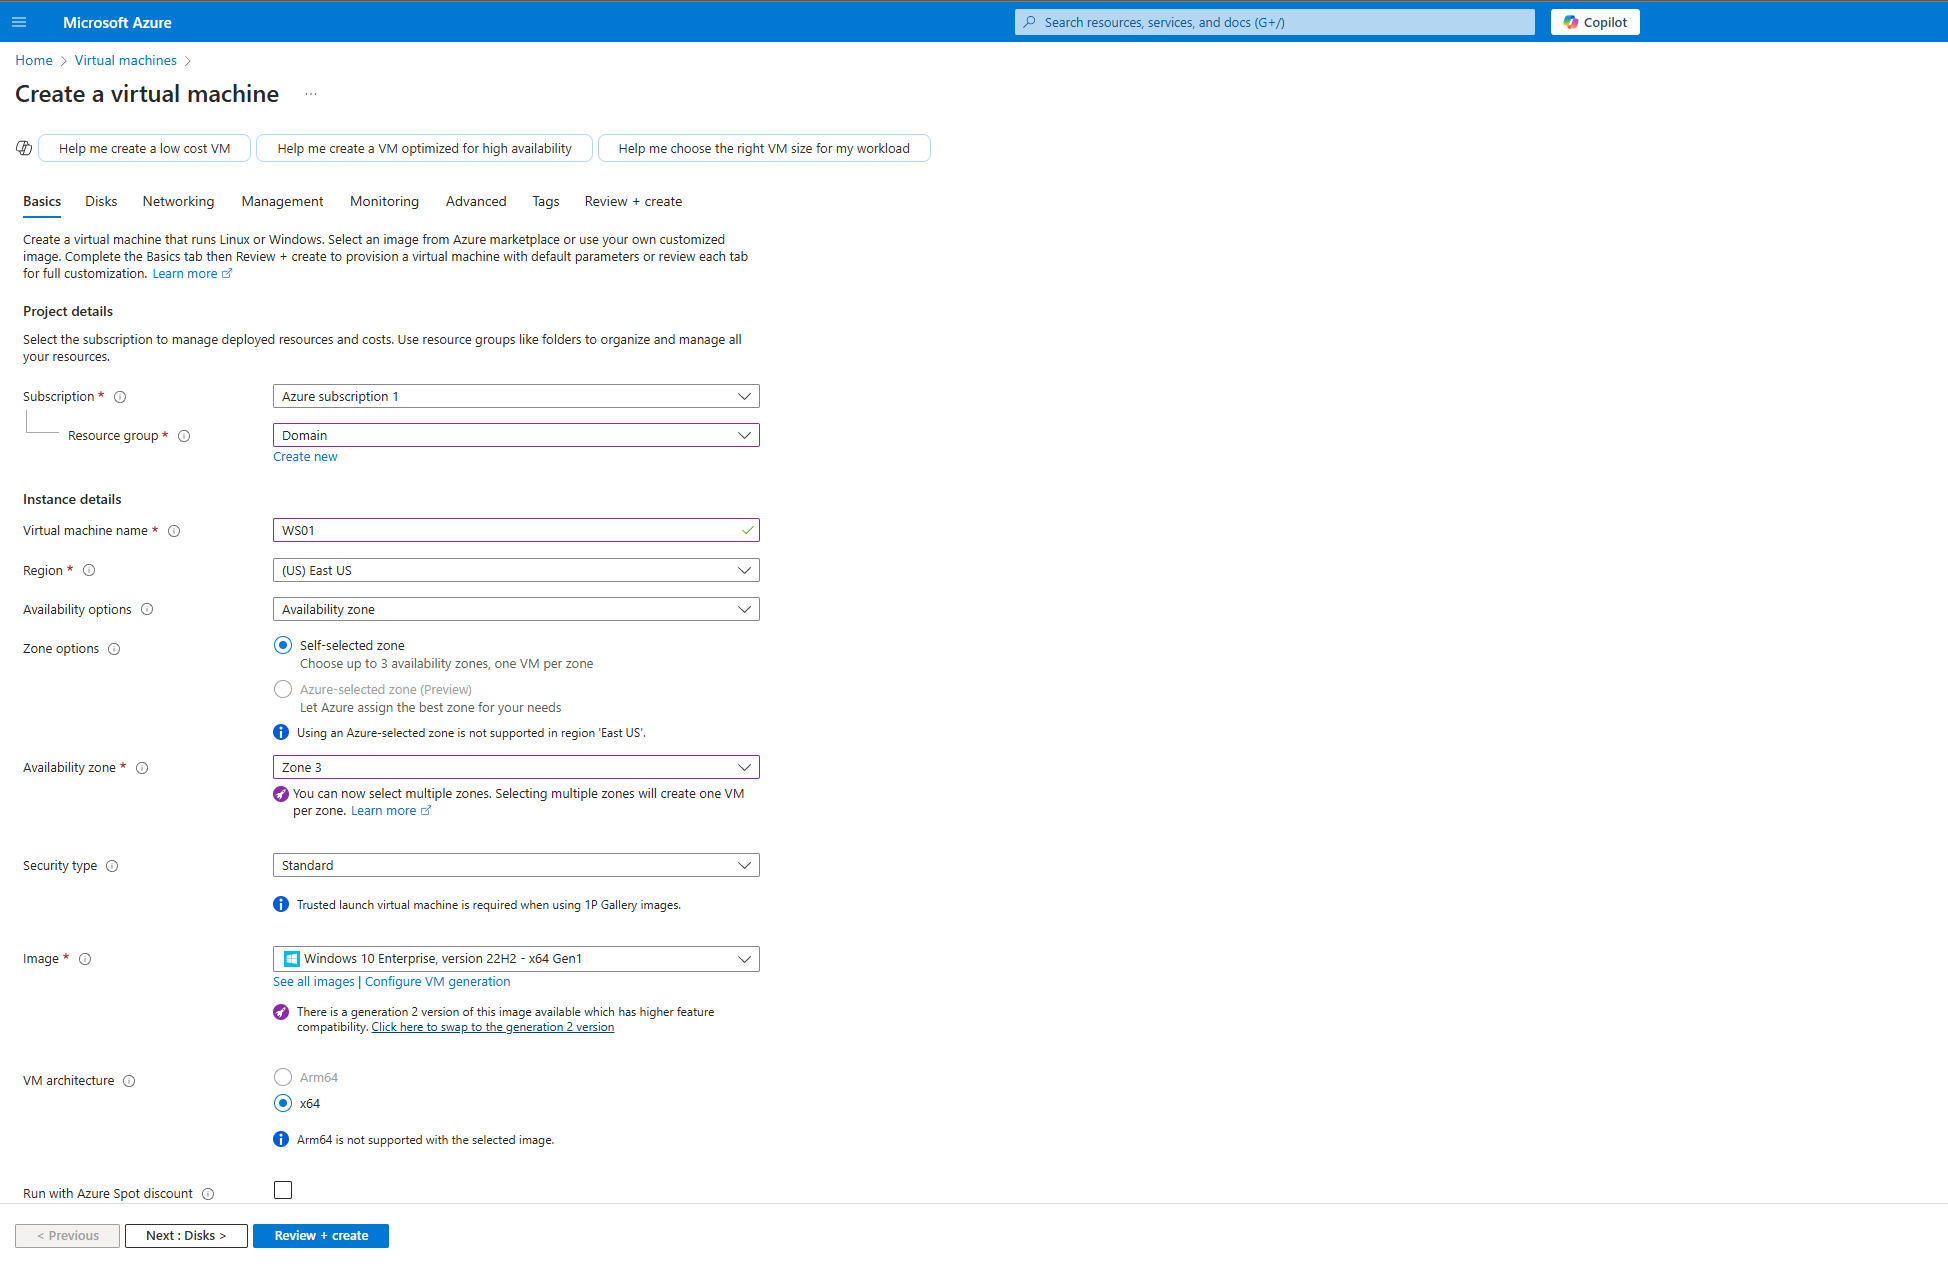 Microsoft Azure
Search resources, services, and docs (G+/)
Copilot
Home > Virtual machines >
Create a virtual machine ...
Help me create a low cost VM
Help me create a VM optimized for high availability
Help me choose the right VM size for my workload
Basics Disks Networking Management Monitoring Advanced Tags Review + create
Create a virtual machine that runs Linux or Windows. Select an image from Azure marketplace or use your own customized
image. Complete the Basics tab then Review + create to provision a virtual machine with default parameters or review each tab
for full customization. Learn more
Project details
Select the subscription to manage deployed resources and costs. Use resource groups like folders to organize and manage all
your resources.
Subscription * Azure subscription 1
Resource group * Domain
Create new
Instance details
Virtual machine name * WS01
Region * (US) East US
Availability options Availability zone
Zone options Self-selected zone
Choose up to 3 availability zones, one VM per zone
Azure-selected zone (Preview)
Let Azure assign the best zone for your needs
Using an Azure-selected zone is not supported in region 'East US'.
Availability zone * Zone 3
You can now select multiple zones. Selecting multiple zones will create one VM
per zone. Learn more
Security type Standard
Trusted launch virtual machine is required when using 1P Gallery images.
Image * Windows 10 Enterprise, version 22H2 - x64 Gen1
See all images | Configure VM generation
There is a generation 2 version of this image available which has higher feature
compatibility. Click here to swap to the generation 2 version
VM architecture Arm64
x64
Arm64 is not supported with the selected image.
Run with Azure Spot discount
< Previous Next : Disks > Review + create